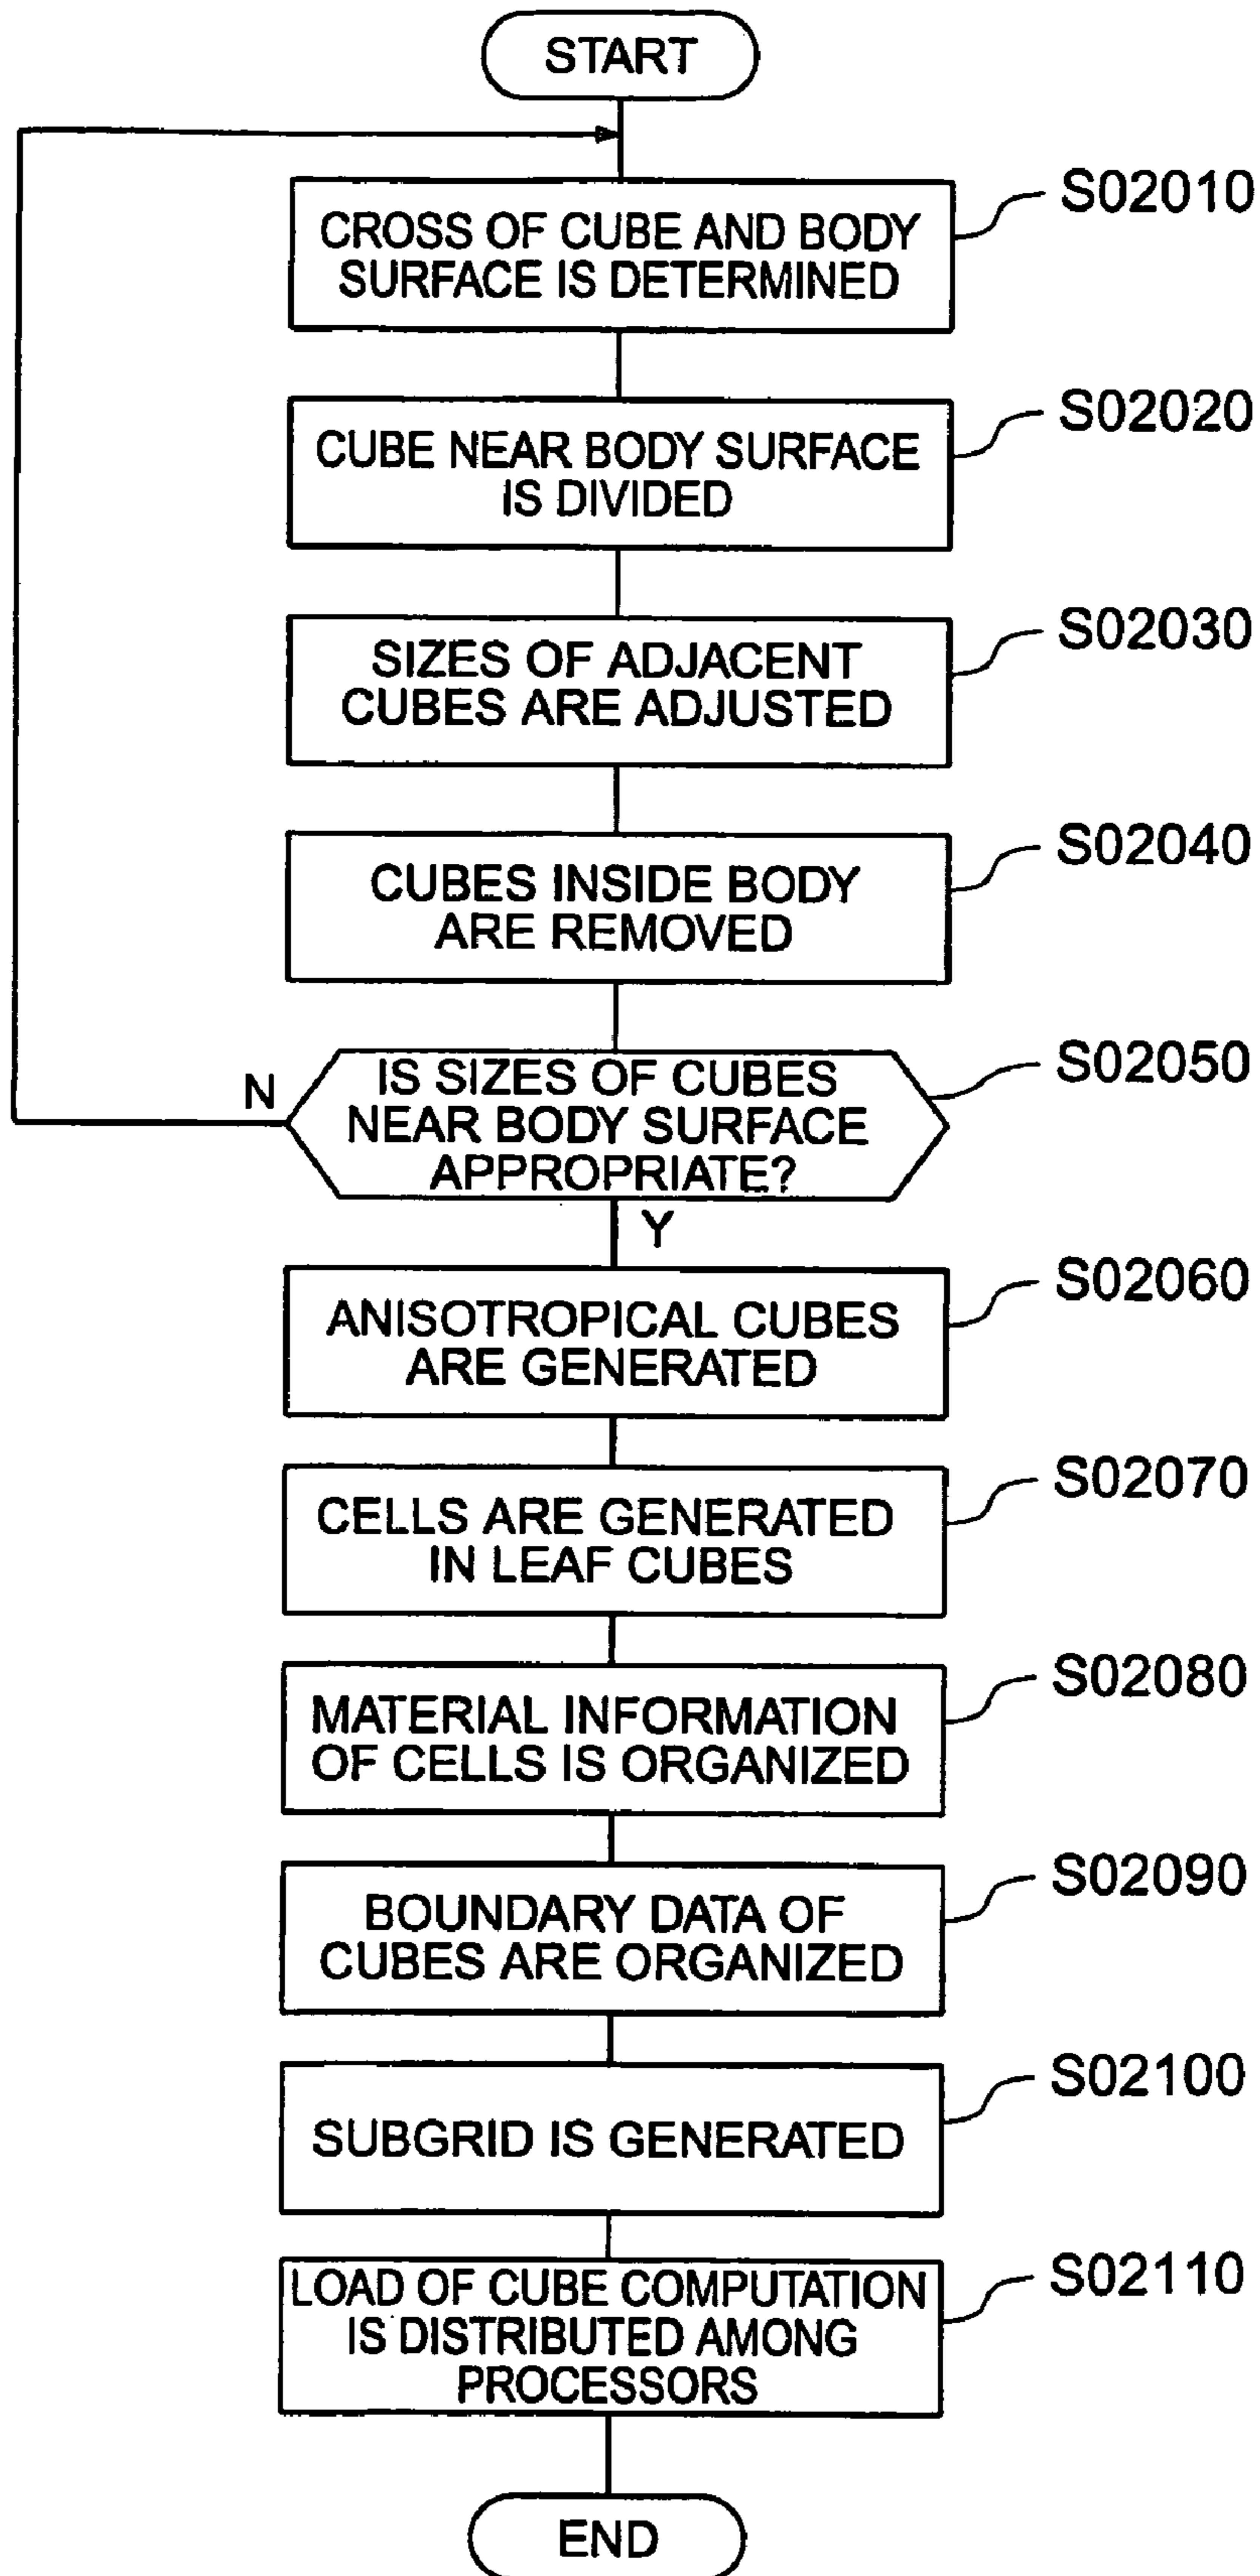 START
CROSS OF CUBE AND BODY
SURFACE IS DETERMINED
S02010
CUBE NEAR BODY SURFACE
IS DIVIDED
S02020
SIZES OF ADJACENT
CUBES ARE ADJUSTED
S02030
CUBES INSIDE BODY
ARE REMOVED
S02040
IS SIZES OF CUBES
NEAR BODY SURFACE
APPROPRIATE?
S02050
N
Y
ANISOTROPICAL CUBES
ARE GENERATED
S02060
CELLS ARE GENERATED
IN LEAF CUBES
S02070
MATERIAL INFORMATION
OF CELLS IS ORGANIZED
S02080
BOUNDARY DATA OF
CUBES ARE ORGANIZED
S02090
SUBGRID IS GENERATED
S02100
LOAD OF CUBE COMPUTATION
IS DISTRIBUTED AMONG
PROCESSORS
S02110
END